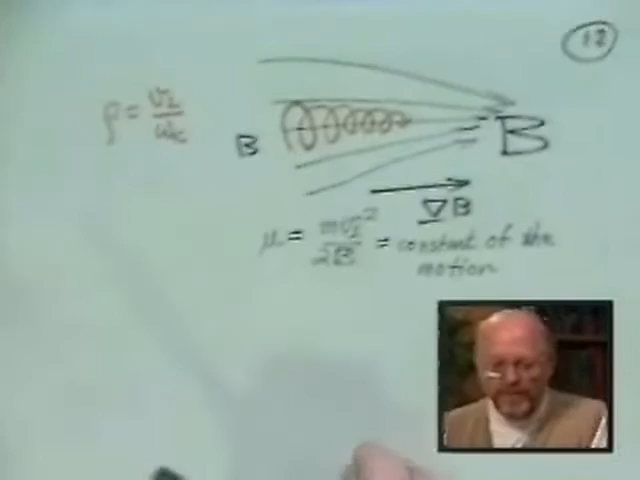 12
ρ = v⊥/ωc
B
B
∇B
μ = mv⊥²/2B = constant of the
motion